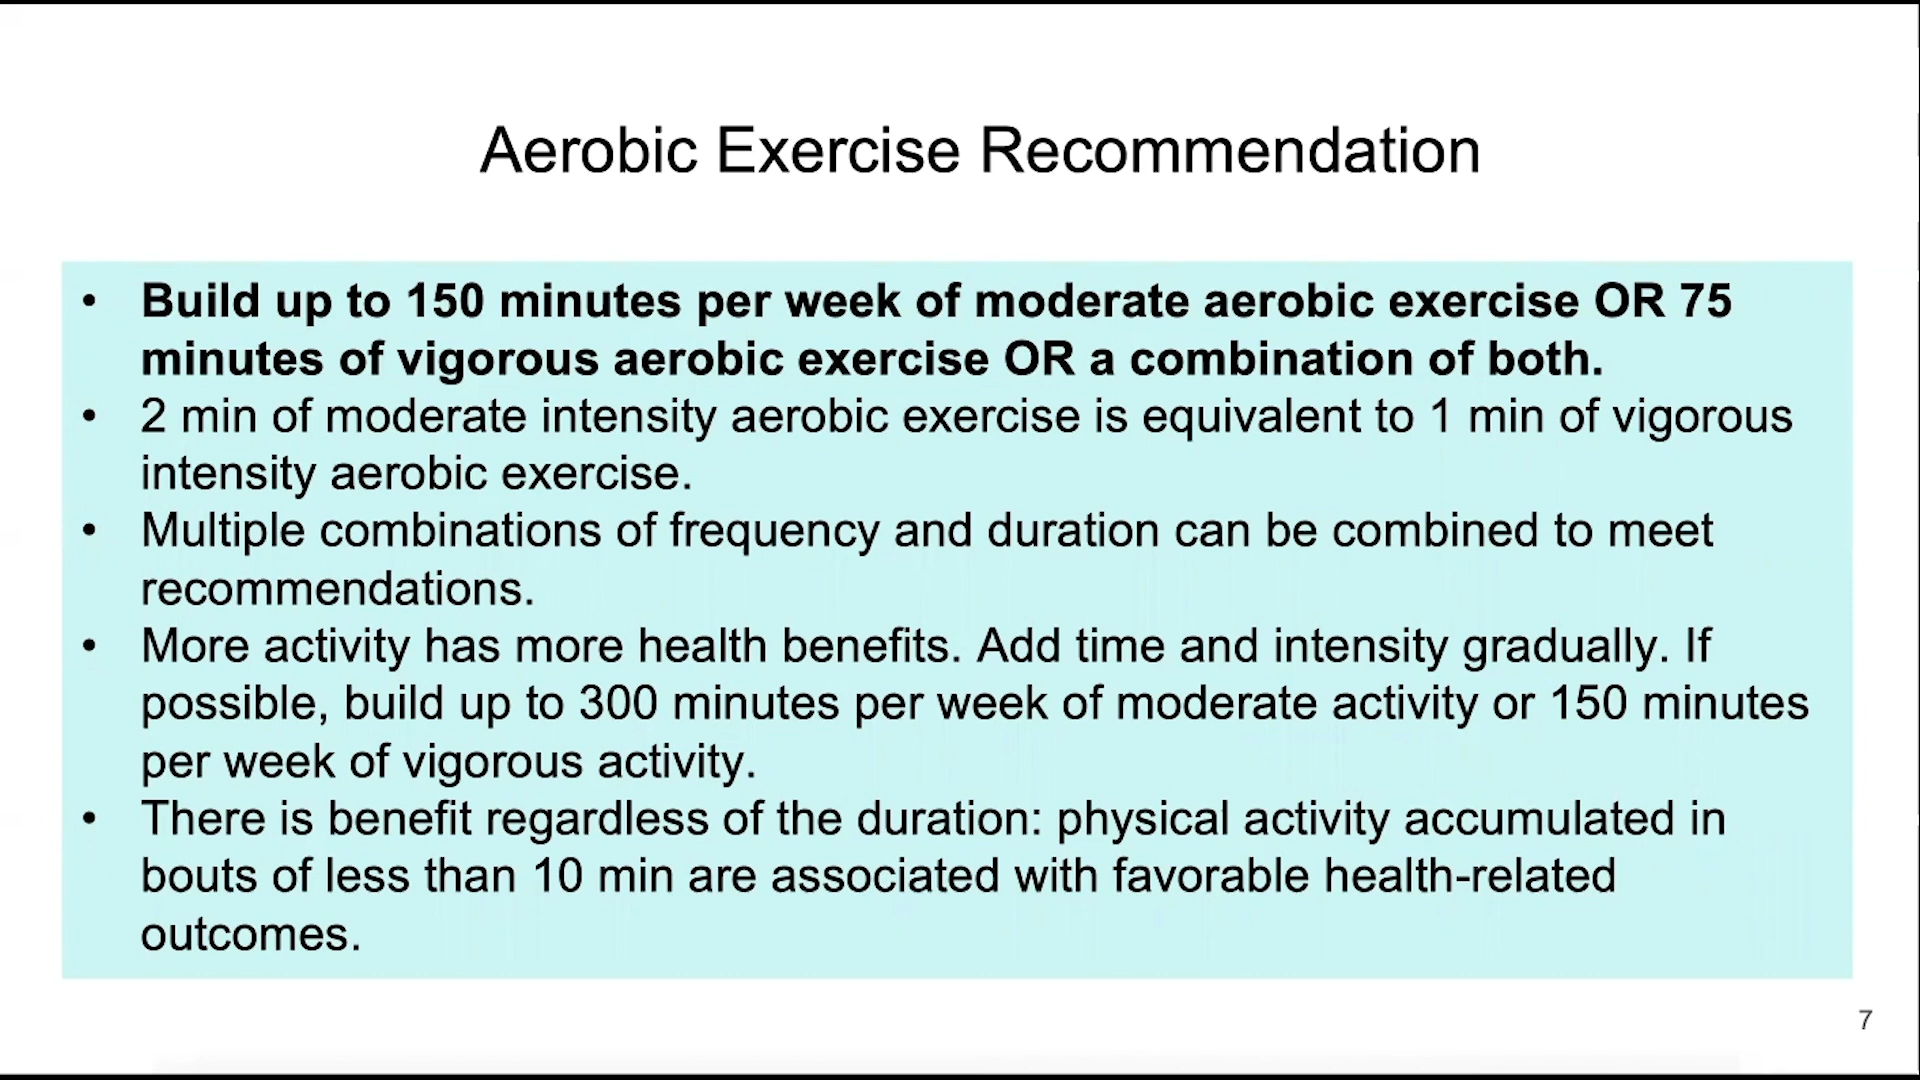 Aerobic Exercise Recommendation
• Build up to 150 minutes per week of moderate aerobic exercise OR 75
minutes of vigorous aerobic exercise OR a combination of both.
• 2 min of moderate intensity aerobic exercise is equivalent to 1 min of vigorous
intensity aerobic exercise.
• Multiple combinations of frequency and duration can be combined to meet
recommendations.
• More activity has more health benefits. Add time and intensity gradually. If
possible, build up to 300 minutes per week of moderate activity or 150 minutes
per week of vigorous activity.
• There is benefit regardless of the duration: physical activity accumulated in
bouts of less than 10 min are associated with favorable health-related
outcomes.
7